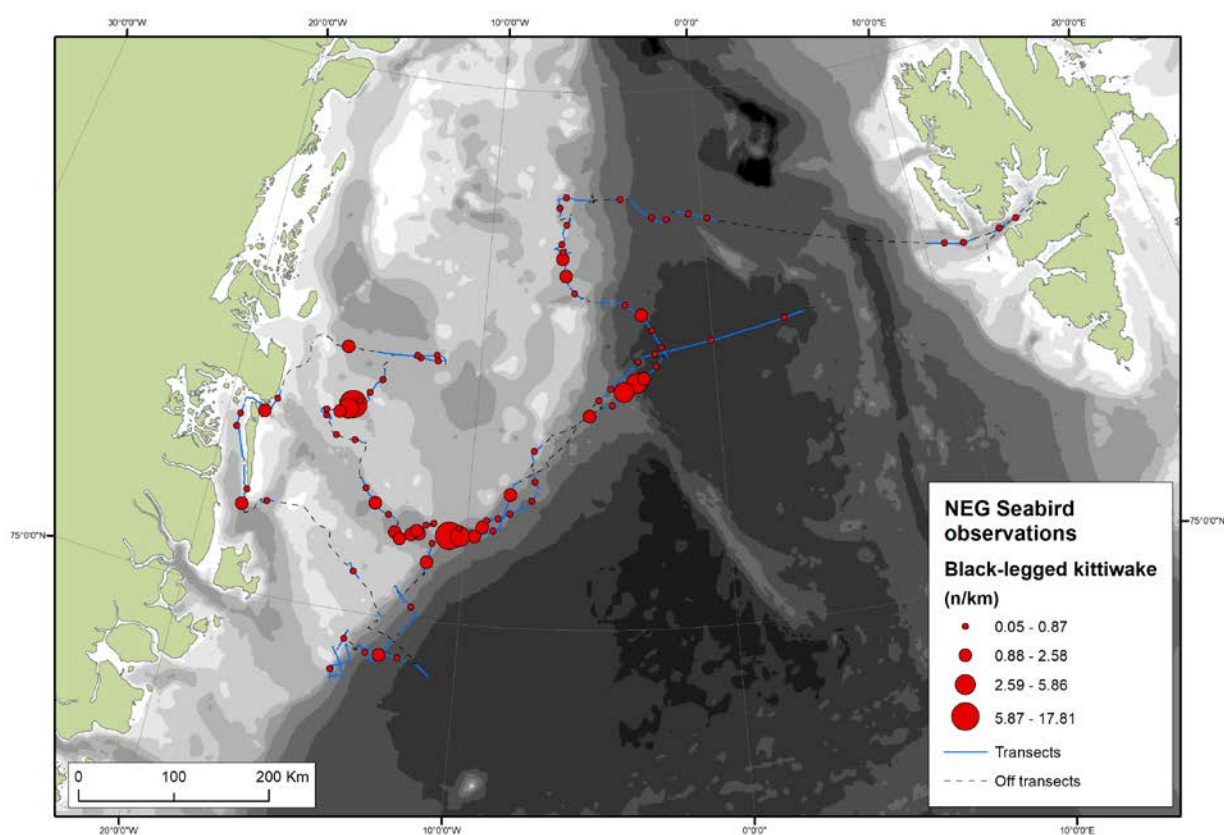 30°0'0"W
20°0'0"W
10°0'0"W
0°0'0"
10°0'0"E
20°0'0"E
75°0'0"N
75°0'0"N
NEG Seabird
observations
Black-legged kittiwake
(n/km)
0.05 - 0.87
0.88 - 2.58
2.59 - 5.86
5.87 - 17.81
Transects
Off transects
0 100 200 Km
20°0'0"W
10°0'0"W
0°0'0"
10°0'0"E